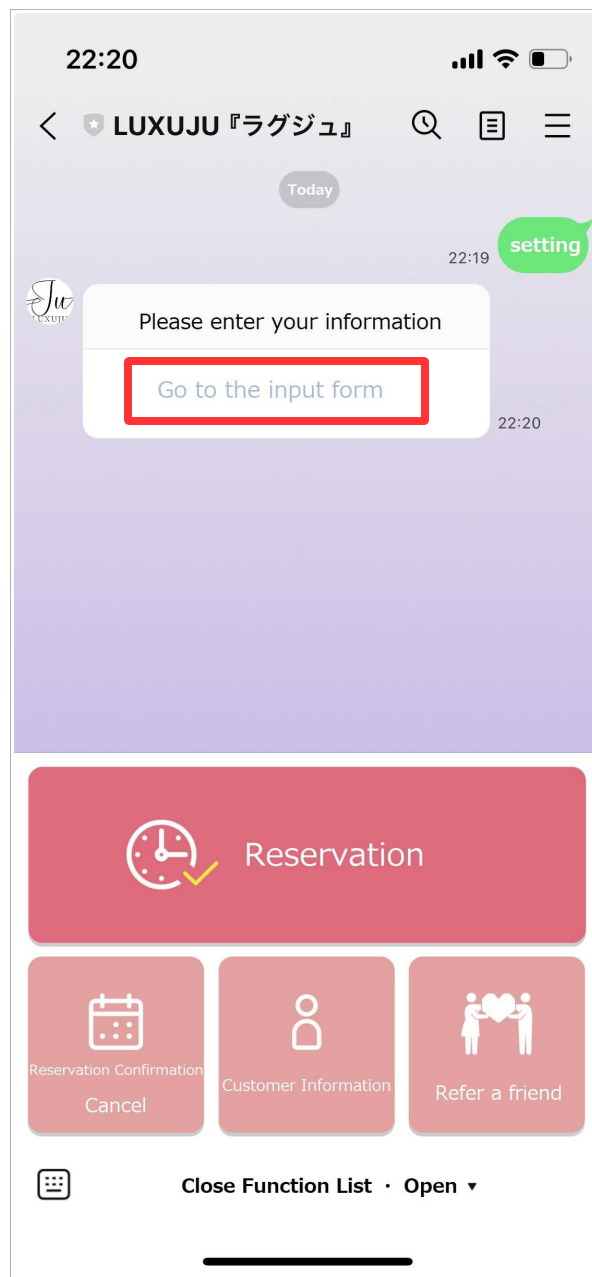 22:20
LUXUJU『ラグジュ』
Today
setting
22:19
Ju
LUXUJU
Please enter your information
Go to the input form
22:20
Reservation
Reservation Confirmation
Cancel
Customer Information
Refer a friend
Close Function List ・ Open ▼